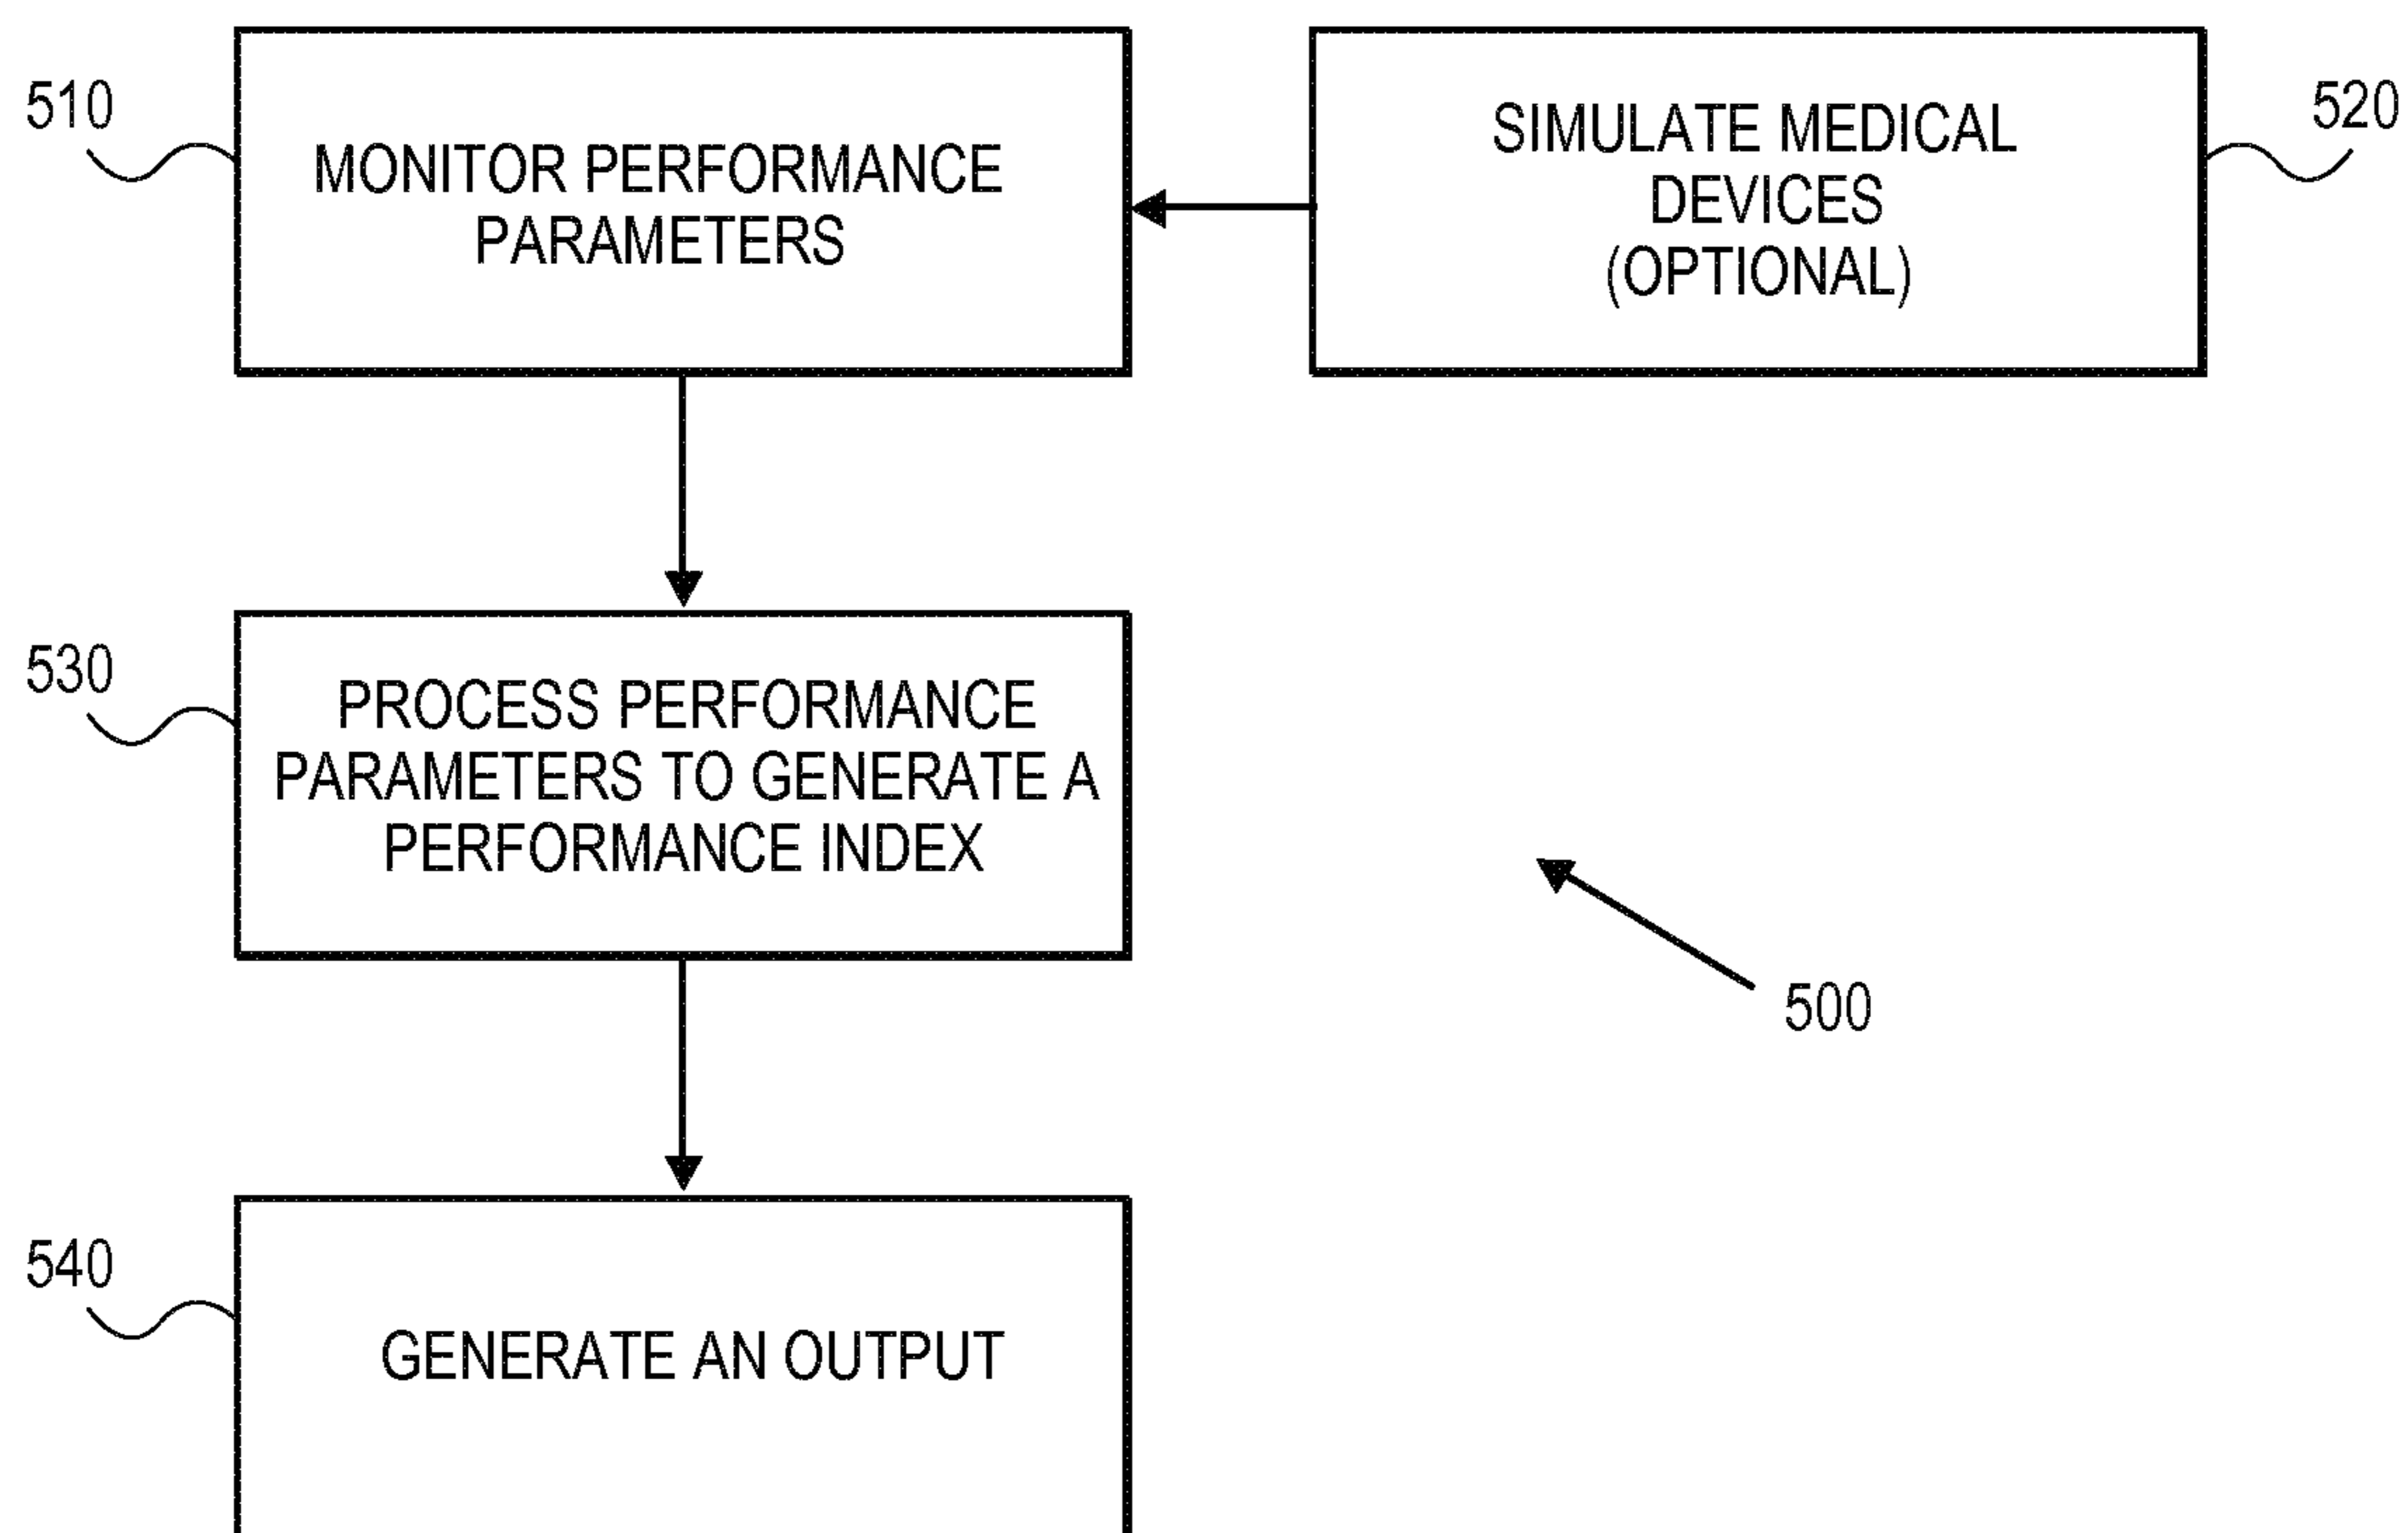 510
MONITOR PERFORMANCE
PARAMETERS
SIMULATE MEDICAL
DEVICES
(OPTIONAL)
520
530
PROCESS PERFORMANCE
PARAMETERS TO GENERATE A
PERFORMANCE INDEX
500
540
GENERATE AN OUTPUT